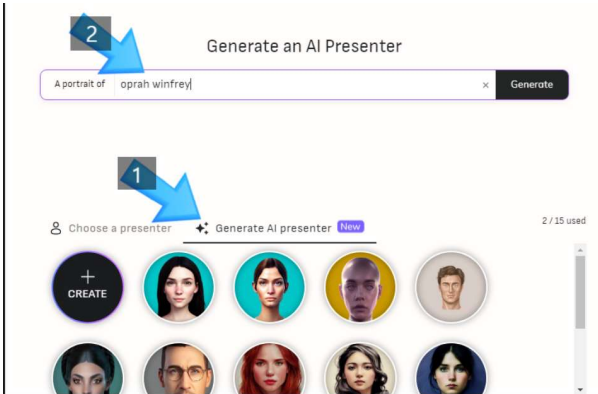 2
Generate an AI Presenter
A portrait of oprah winfrey × Generate
1
Choose a presenter Generate AI presenter New 2 / 15 used
+
CREATE